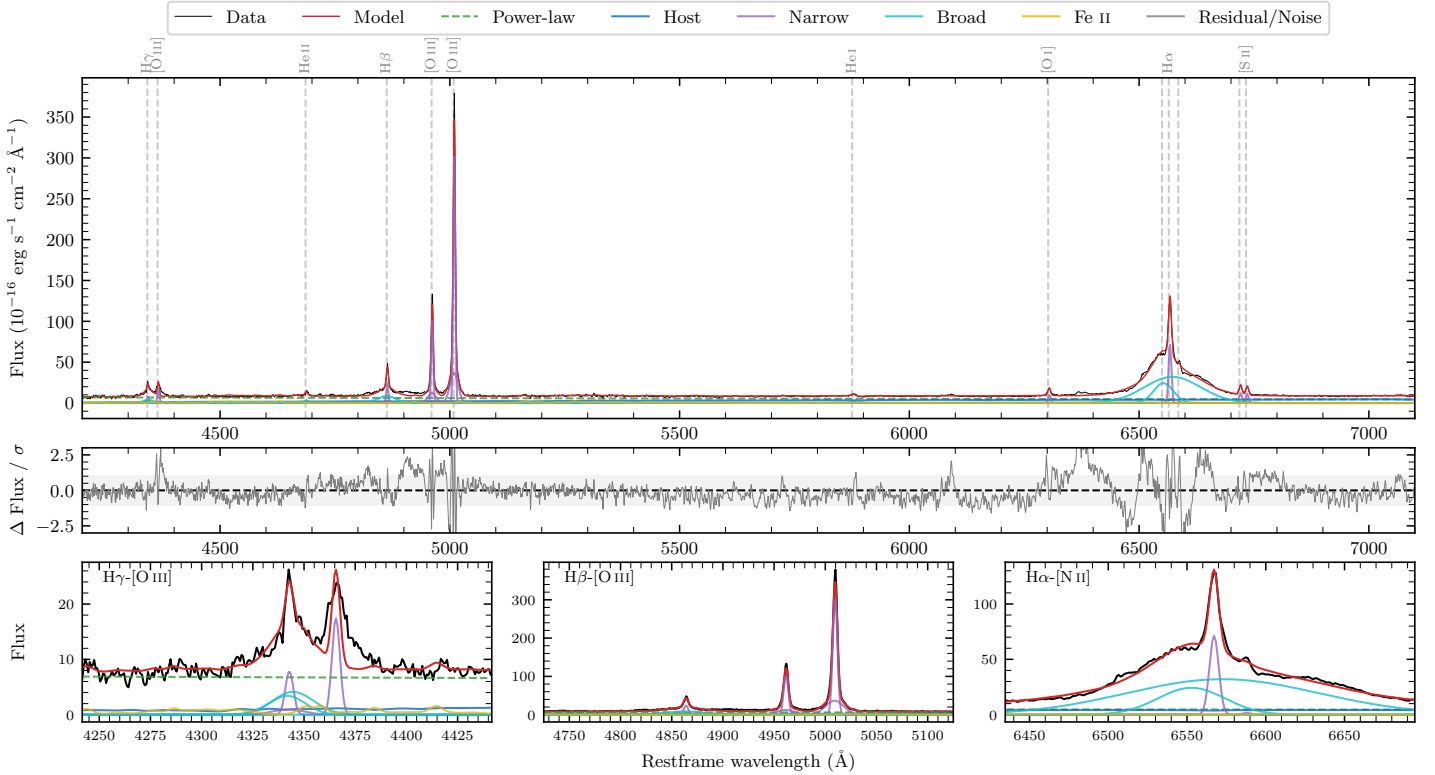 Data Model Power-law Host Narrow Broad Fe II Residual/Noise
Hγ [O III] He II Hβ [O III] [O III] He I [O I] Hα [S II]
Flux (10⁻¹⁶ erg s⁻¹ cm⁻² Å⁻¹)
350
300
250
200
150
100
50
0
4500 5000 5500 6000 6500 7000
Δ Flux / σ
2.5
0.0
−2.5
4500 5000 5500 6000 6500 7000
Flux
Hγ-[O III]
20
10
0
4250 4275 4300 4325 4350 4375 4400 4425
Hβ-[O III]
300
200
100
0
4750 4800 4850 4900 4950 5000 5050 5100
Hα-[N II]
100
50
0
6450 6500 6550 6600 6650
Restframe wavelength (Å)